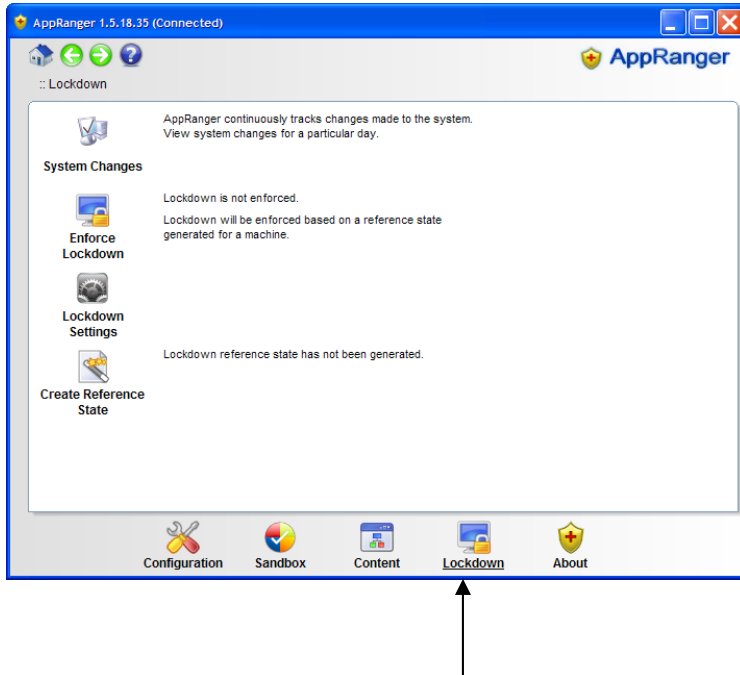 AppRanger 1.5.18.35 (Connected)
AppRanger
:: Lockdown
AppRanger continuously tracks changes made to the system.
View system changes for a particular day.
System Changes
Lockdown is not enforced.
Lockdown will be enforced based on a reference state
generated for a machine.
Enforce
Lockdown
Lockdown
Settings
Lockdown reference state has not been generated.
Create Reference
State
Configuration
Sandbox
Content
Lockdown
About